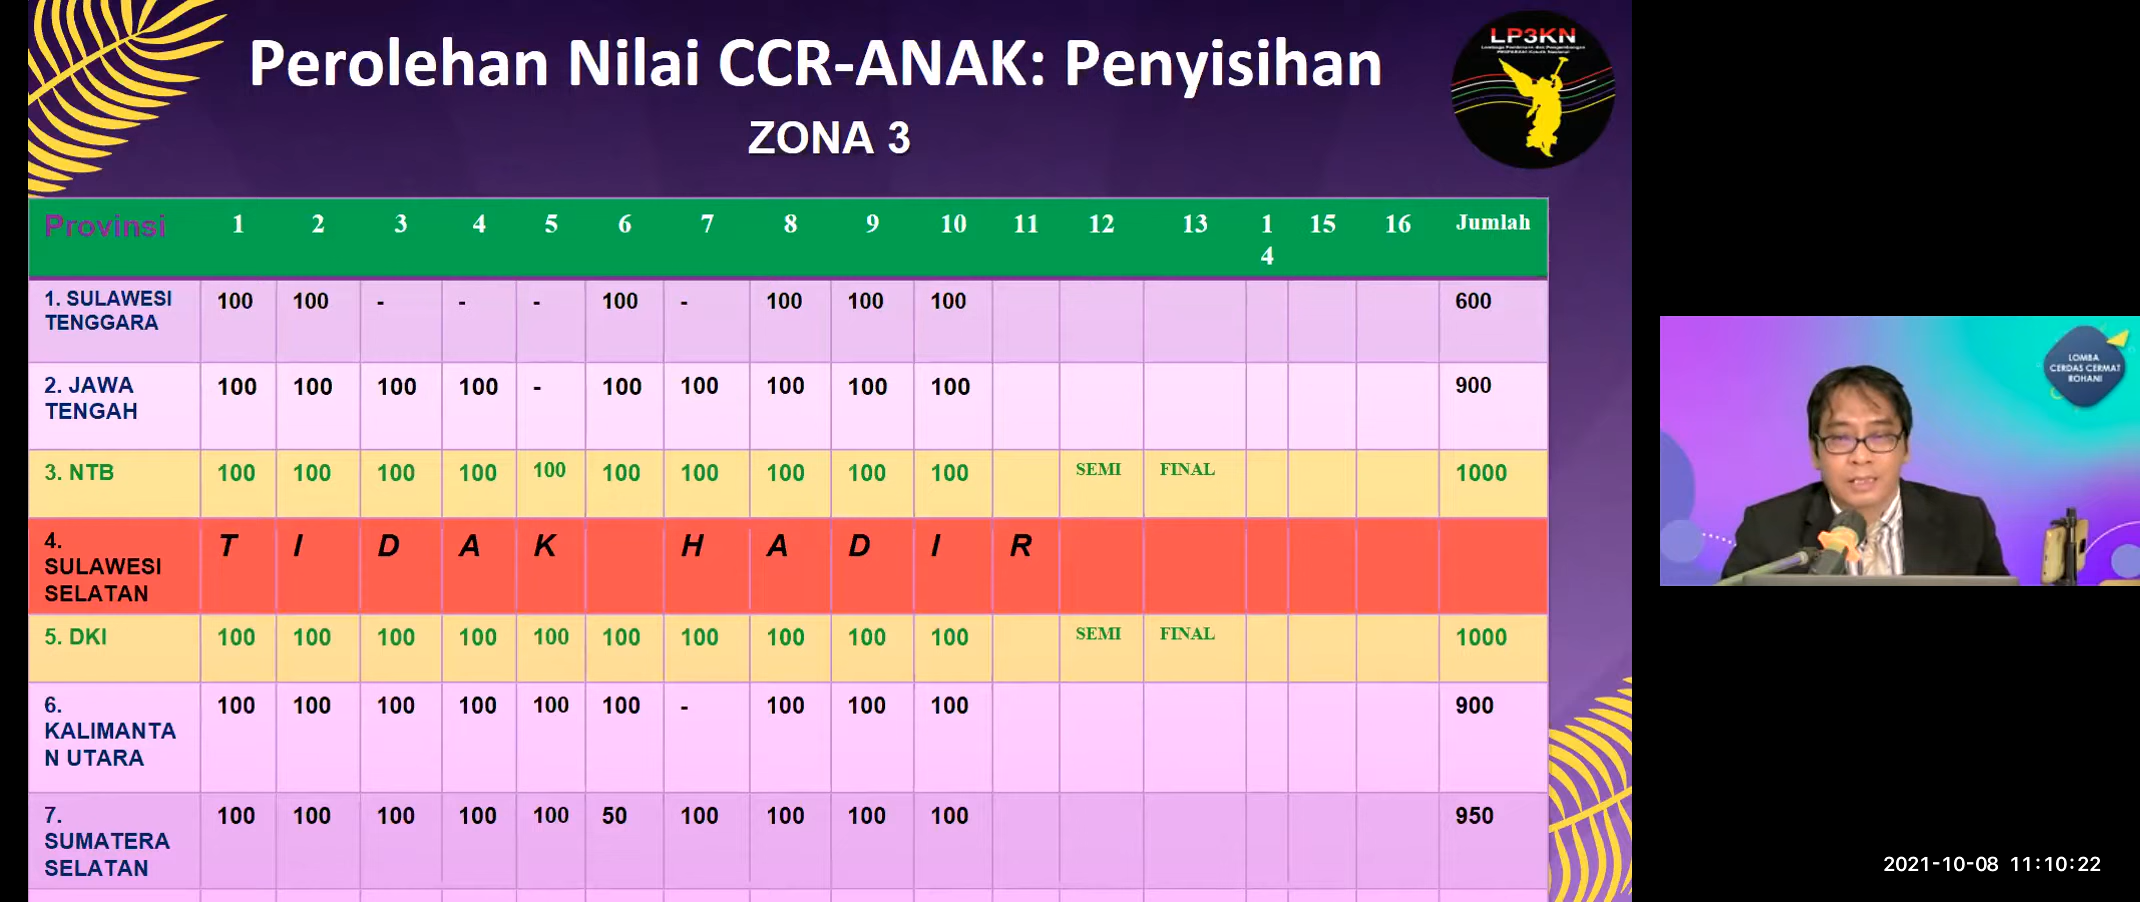 Perolehan Nilai CCR-ANAK: Penyisihan
ZONA 3
LP3KN
Provinsi 1 2 3 4 5 6 7 8 9 10 11 12 13 14 15 16 Jumlah
1. SULAWESI TENGGARA 100 100 - - - 100 - 100 100 100 600
2. JAWA TENGAH 100 100 100 100 - 100 100 100 100 100 900
3. NTB 100 100 100 100 100 100 100 100 100 100 SEMI FINAL 1000
4. SULAWESI SELATAN T I D A K H A D I R
5. DKI 100 100 100 100 100 100 100 100 100 100 SEMI FINAL 1000
6. KALIMANTAN UTARA 100 100 100 100 100 100 - 100 100 100 900
7. SUMATERA SELATAN 100 100 100 100 100 50 100 100 100 100 950
LOMBA
CERDAS CERMAT
ROHANI
2021-10-08 11:10:22